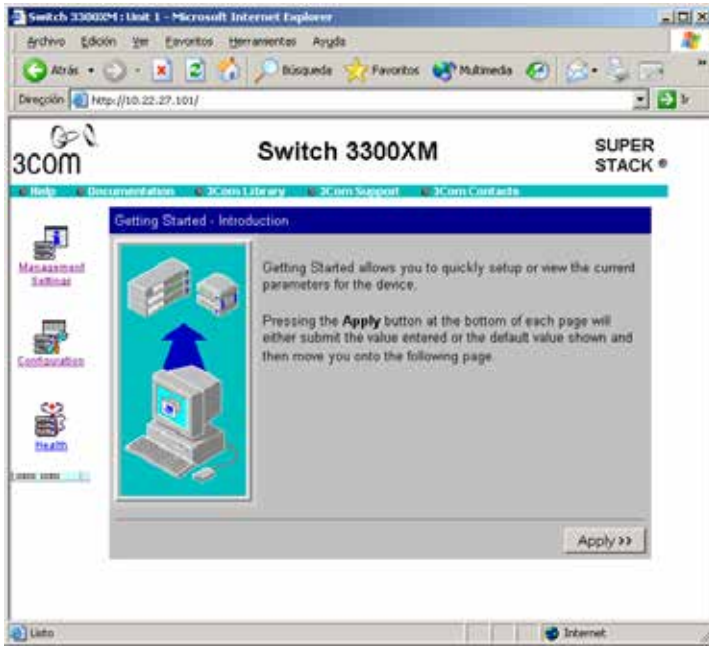 Switch 3300XM : Unit 1 - Microsoft Internet Explorer
Archivo Edición Ver Favoritos Herramientas Ayuda
Atrás Búsqueda Favoritos Multimedia
Dirección http://10.22.27.101/ Ir
3COM
Switch 3300XM
SUPER
STACK ®
Help Documentation 3Com Library 3Com Support 3Com Contacts
Getting Started - Introduction
Management
Settings
Configuration
Health
Getting Started allows you to quickly setup or view the current
parameters for the device.
Pressing the Apply button at the bottom of each page will
either submit the value entered or the default value shown and
then move you onto the following page.
Apply >>
Listo Internet